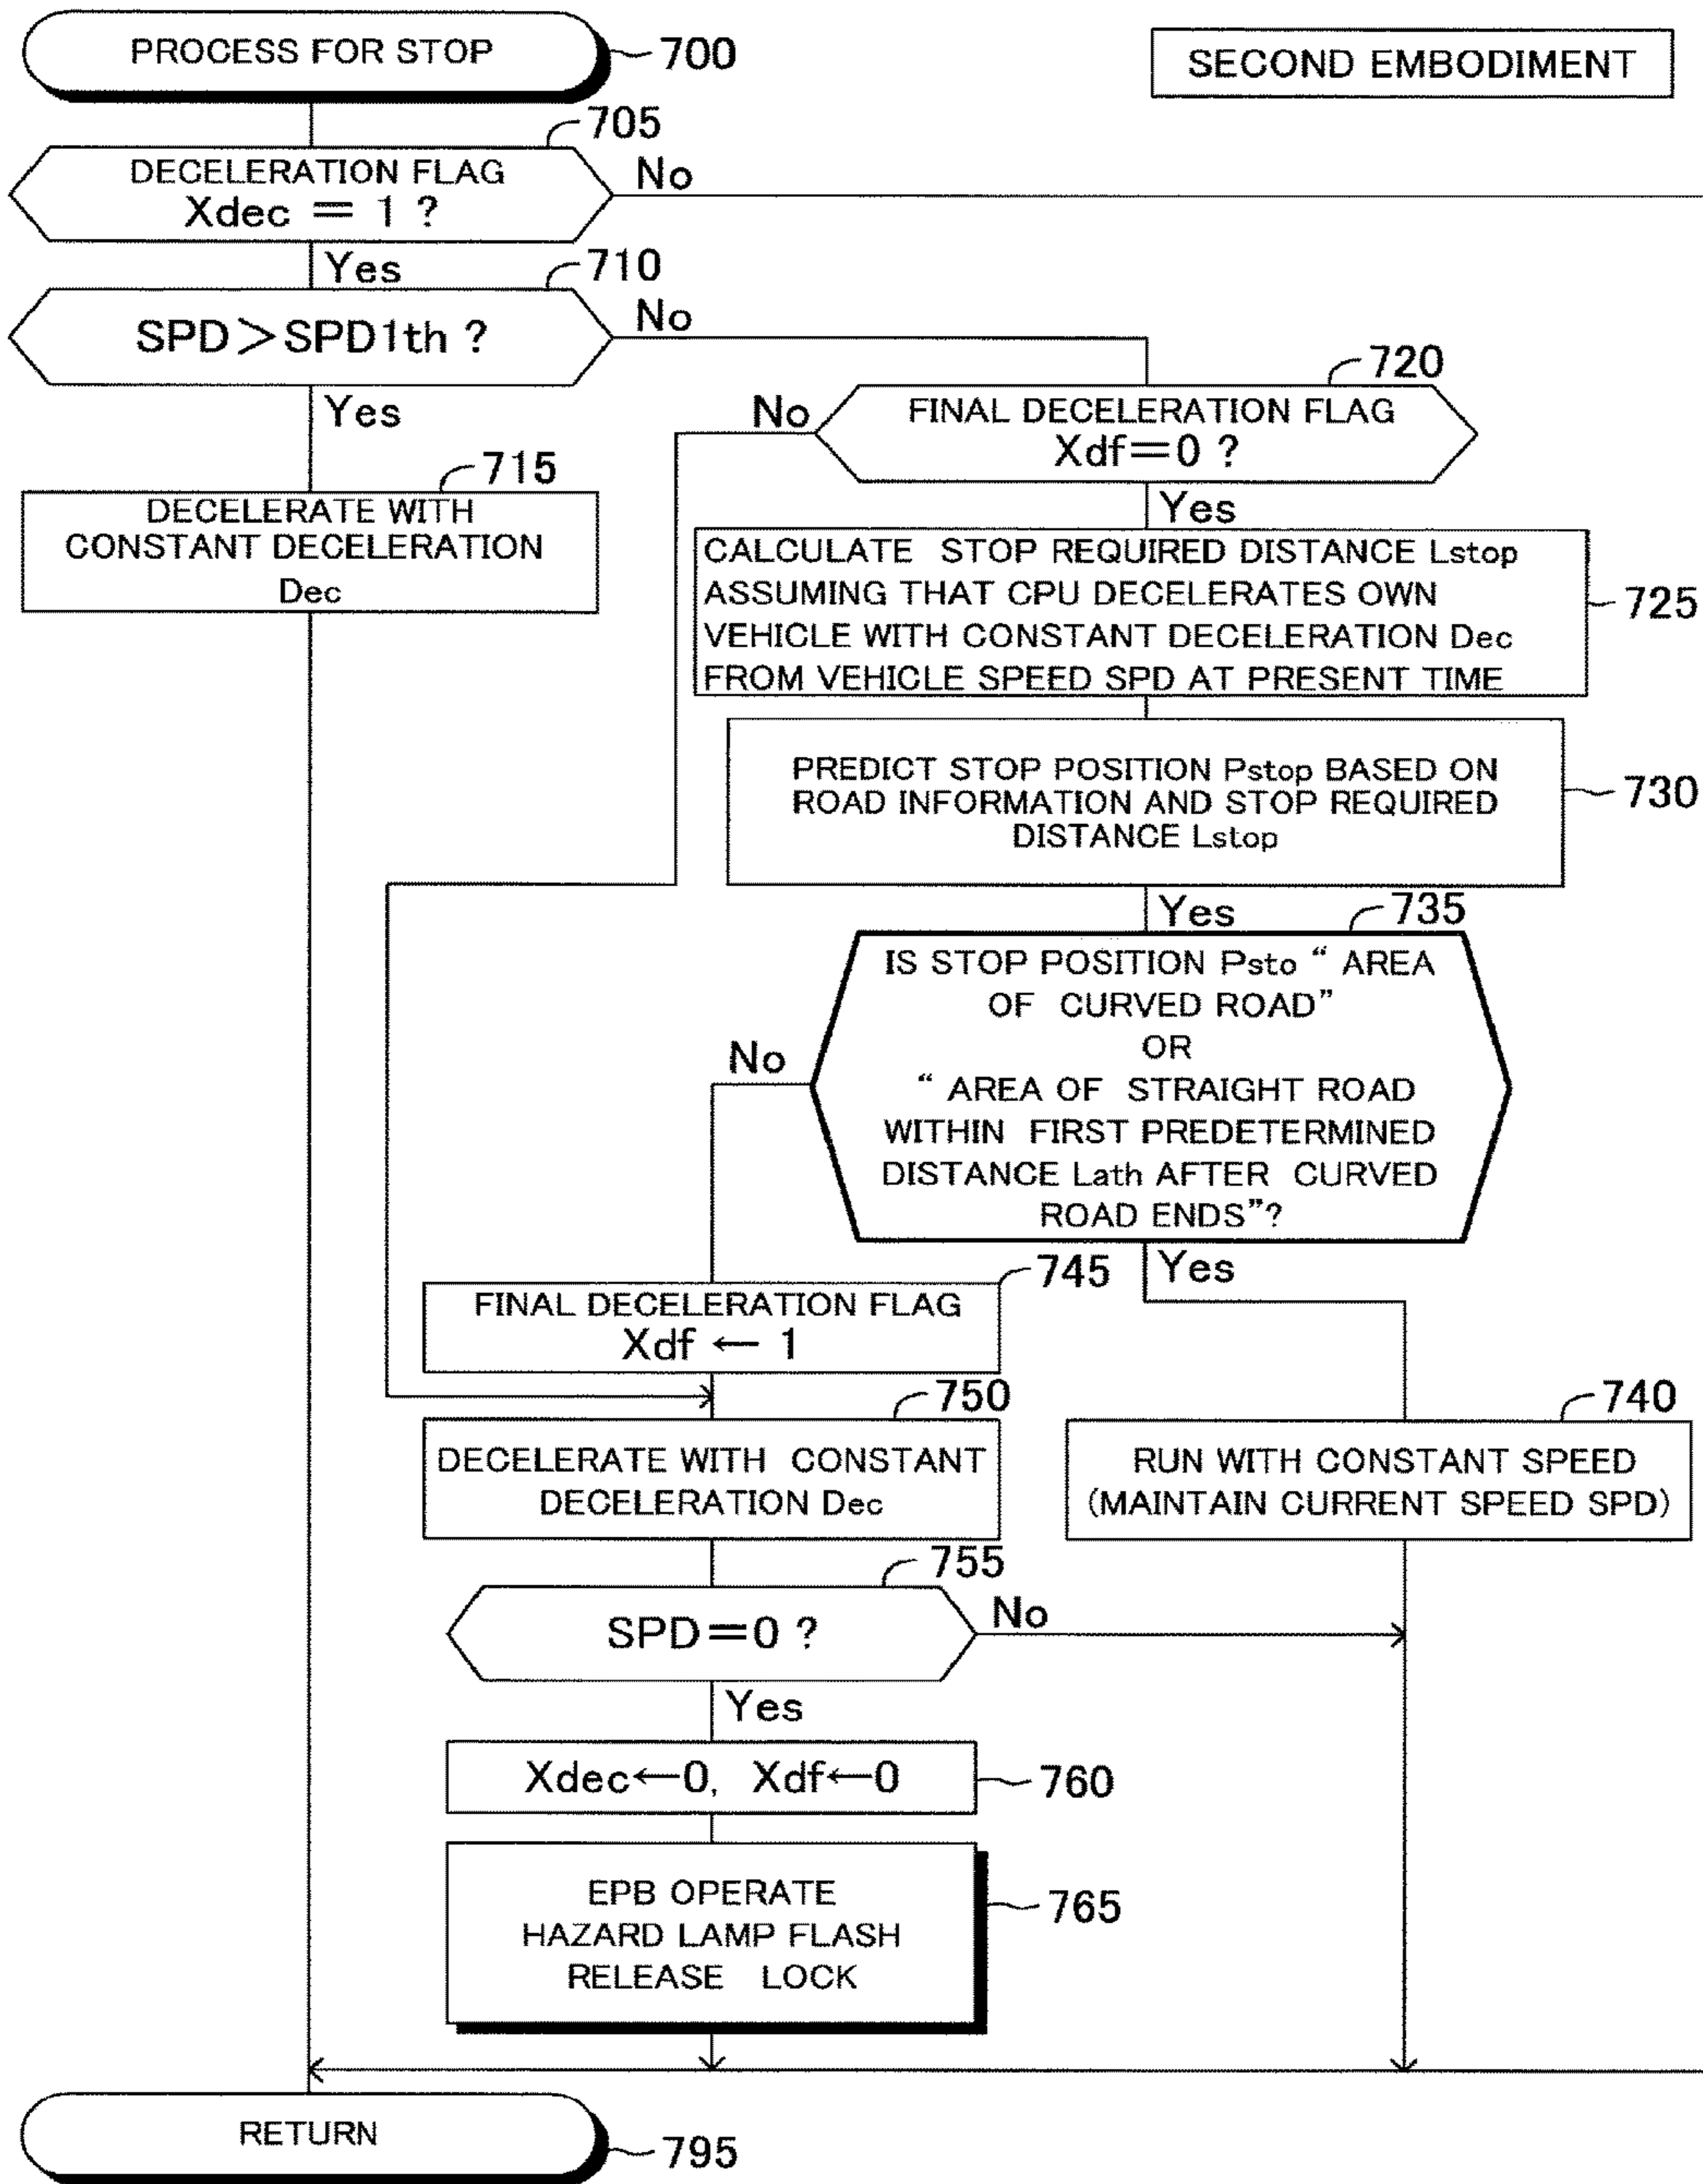 PROCESS FOR STOP
700
SECOND EMBODIMENT
705
DECELERATION FLAG
Xdec = 1 ?
No
Yes
710
SPD>SPD1th ?
No
Yes
720
FINAL DECELERATION FLAG
Xdf=0 ?
No
Yes
715
DECELERATE WITH
CONSTANT DECELERATION
Dec
CALCULATE STOP REQUIRED DISTANCE Lstop
ASSUMING THAT CPU DECELERATES OWN
VEHICLE WITH CONSTANT DECELERATION Dec
FROM VEHICLE SPEED SPD AT PRESENT TIME
725
PREDICT STOP POSITION Pstop BASED ON
ROAD INFORMATION AND STOP REQUIRED
DISTANCE Lstop
730
Yes
735
IS STOP POSITION Psto “ AREA
OF CURVED ROAD”
OR
“ AREA OF STRAIGHT ROAD
WITHIN FIRST PREDETERMINED
DISTANCE Lath AFTER CURVED
ROAD ENDS”?
No
Yes
745
FINAL DECELERATION FLAG
Xdf ← 1
750
DECELERATE WITH CONSTANT
DECELERATION Dec
740
RUN WITH CONSTANT SPEED
(MAINTAIN CURRENT SPEED SPD)
755
SPD=0 ?
No
Yes
Xdec←0, Xdf←0
760
EPB OPERATE
HAZARD LAMP FLASH
RELEASE LOCK
765
RETURN
795